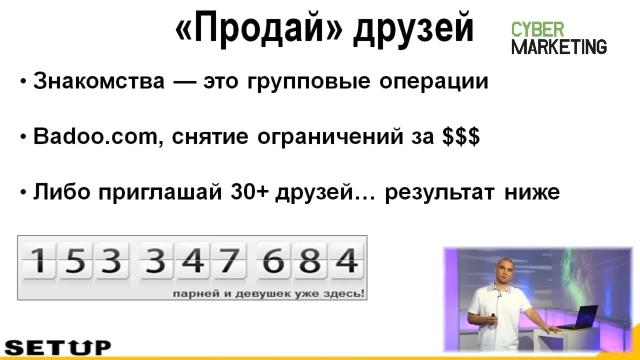 «Продай» друзей
CYBER
MARKETING
• Знакомства — это групповые операции
• Badoo.com, снятие ограничений за $$$
• Либо приглашай 30+ друзей… результат ниже
153 347 684
парней и девушек уже здесь!
SETUP